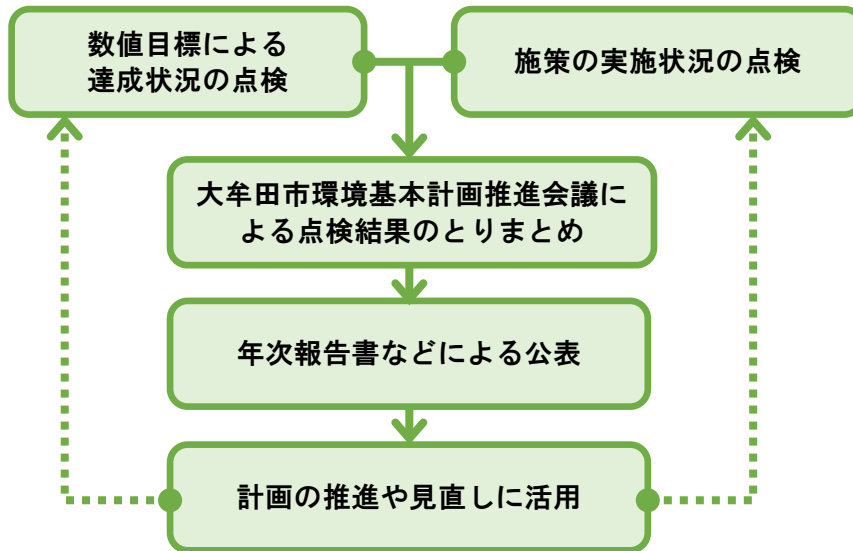 数値目標による
達成状況の点検
施策の実施状況の点検
大牟田市環境基本計画推進会議に
よる点検結果のとりまとめ
年次報告書などによる公表
計画の推進や見直しに活用